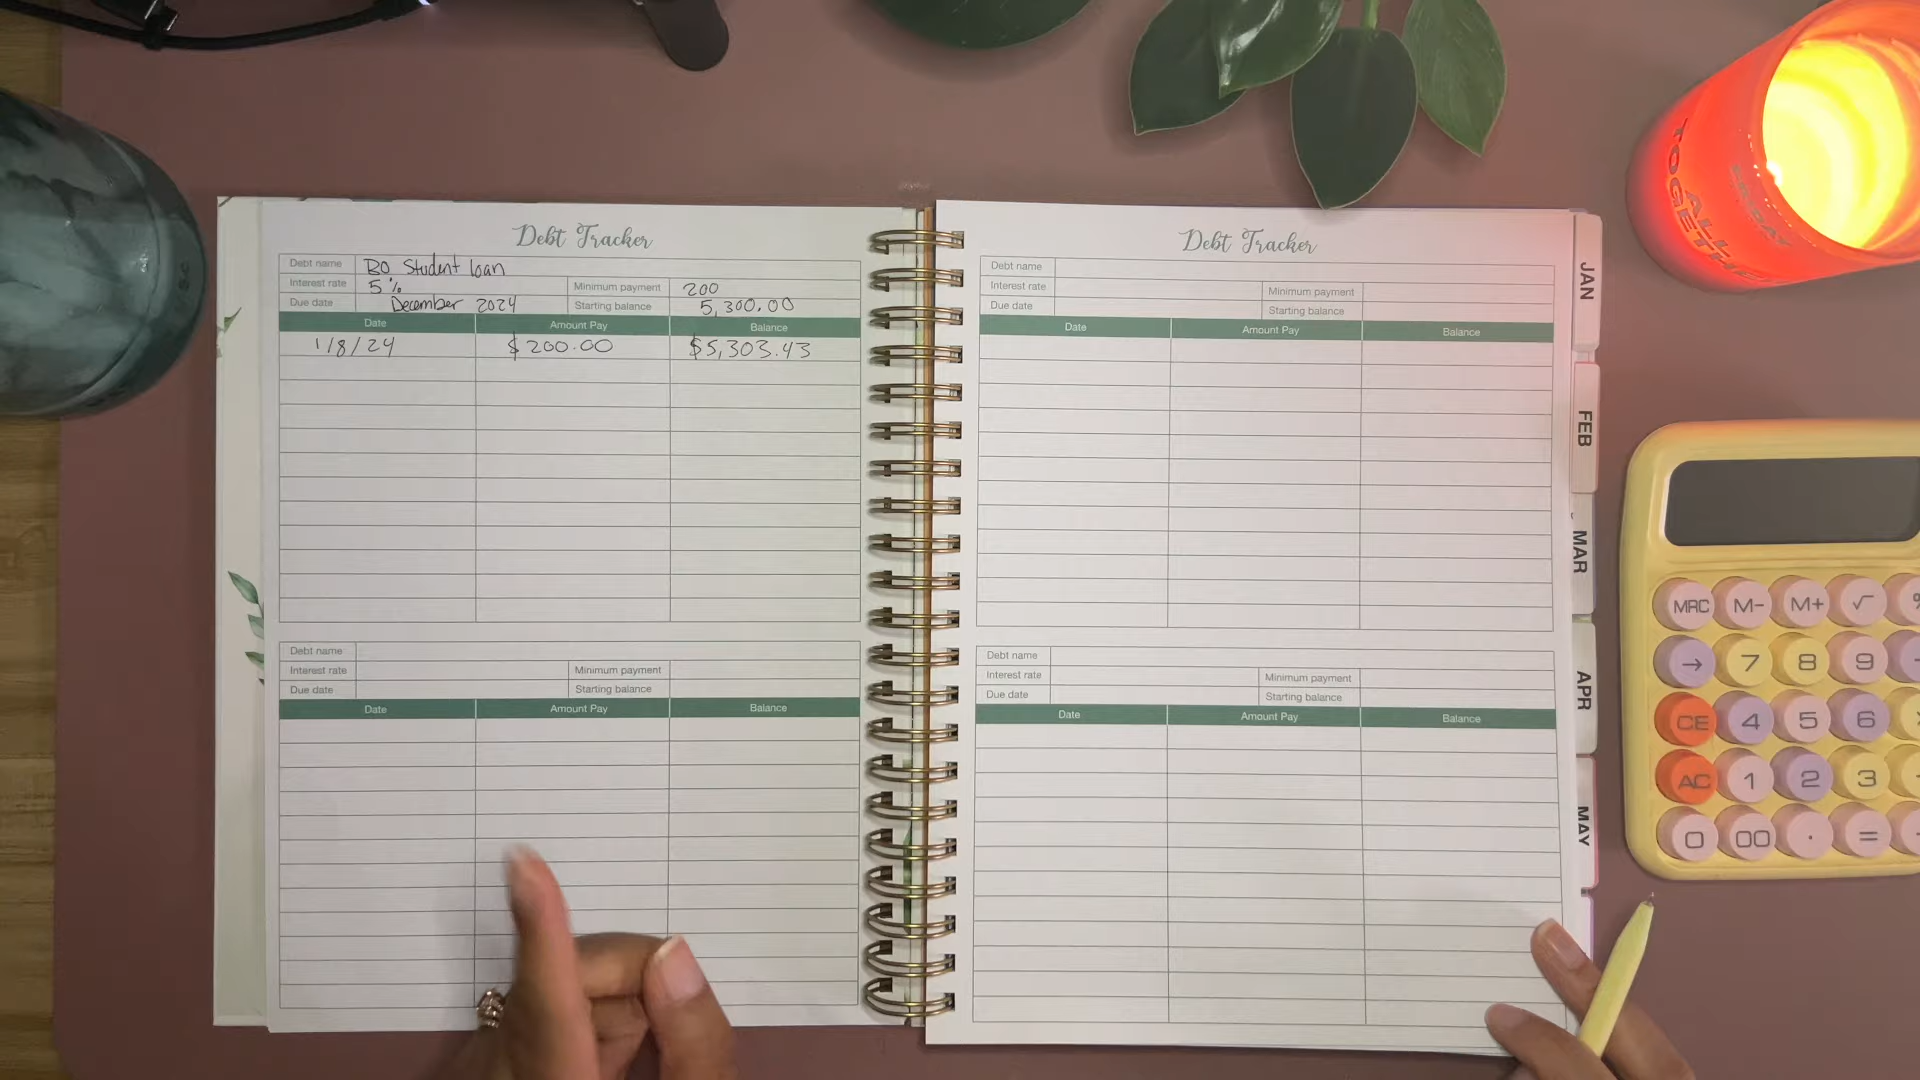 Debt Tracker
Debt name BO Student loan
Interest rate 5% Minimum payment 200
Due date December 2024 Starting balance 5,300.00
Date Amount Pay Balance
1/8/24 $200.00 $5,303.43
Debt name
Interest rate Minimum payment
Due date Starting balance
Date Amount Pay Balance
Debt Tracker
Debt name
Interest rate Minimum payment
Due date Starting balance
Date Amount Pay Balance
Debt name
Interest rate Minimum payment
Due date Starting balance
Date Amount Pay Balance
JAN
FEB
MAR
APR
MAY
TOGETHER
ALL
MRC M- M+ √ %
→ 7 8 9
CE 4 5 6
AC 1 2 3
0 00 . =